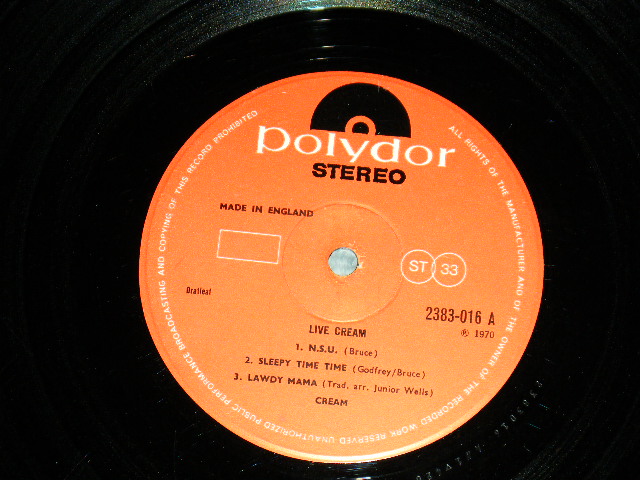 polydor
STEREO
MADE IN ENGLAND
ST 33
Dratleaf
2383-016 A
℗ 1970
LIVE CREAM
1. N.S.U. (Bruce)
2. SLEEPY TIME TIME (Godfrey/Bruce)
3. LAWDY MAMA (Trad. arr. Junior Wells)
CREAM
ALL RIGHTS OF THE MANUFACTURER AND OF THE OWNER OF THE RECORDED WORK RESERVED UNAUTHORIZED PUBLIC PERFORMANCE BROADCASTING AND COPYING OF THIS RECORD PROHIBITED